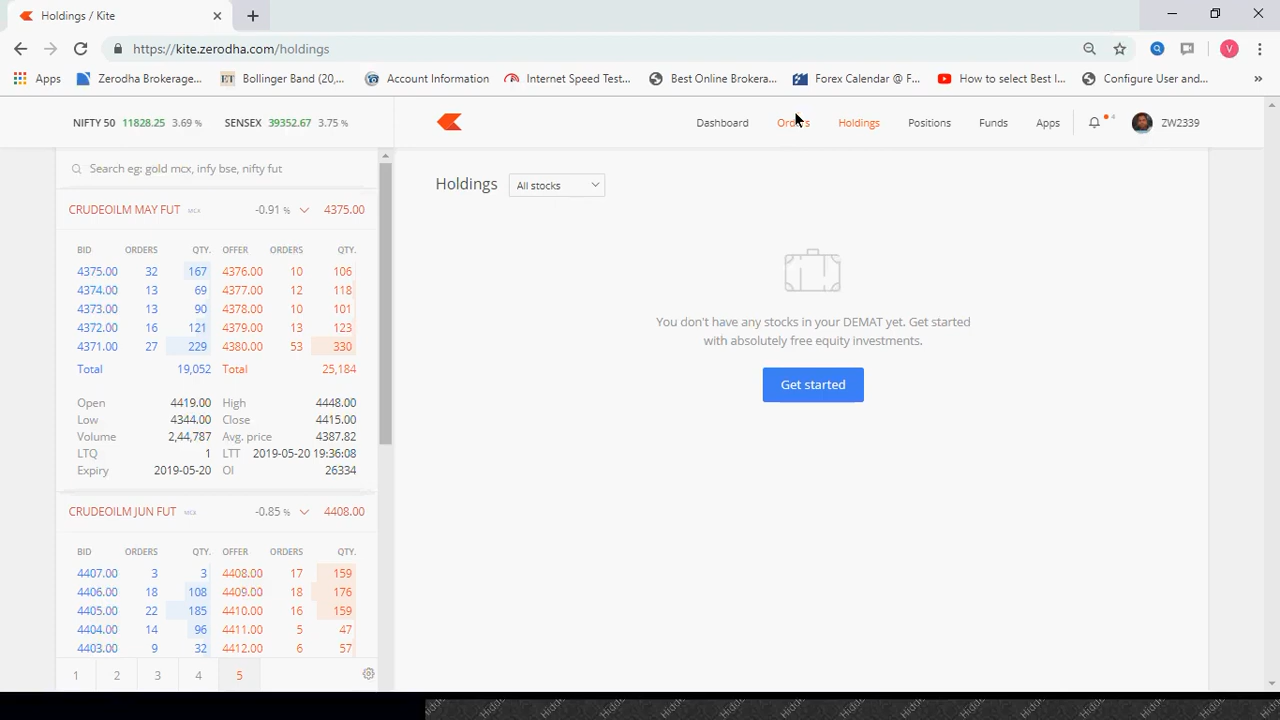 Holdings / Kite
https://kite.zerodha.com/holdings
Apps Zerodha Brokerage... ET Bollinger Band (20,... Account Information Internet Speed Test... Best Online Brokera... Forex Calendar @ F... How to select Best I... Configure User and... »
NIFTY 50 11828.25 3.69 % SENSEX 39352.67 3.75 %
Dashboard Orders Holdings Positions Funds Apps ZW2339
Search eg: gold mcx, infy bse, nifty fut
Holdings All stocks
CRUDEOILM MAY FUT MCX -0.91 % 4375.00
BID ORDERS QTY. OFFER ORDERS QTY.
4375.00 32 167 4376.00 10 106
4374.00 13 69 4377.00 12 118
4373.00 13 90 4378.00 10 101
4372.00 16 121 4379.00 13 123
4371.00 27 229 4380.00 53 330
Total 19,052 Total 25,184
Open 4419.00 High 4448.00
Low 4344.00 Close 4415.00
Volume 2,44,787 Avg. price 4387.82
LTQ 1 LTT 2019-05-20 19:36:08
Expiry 2019-05-20 OI 26334
You don't have any stocks in your DEMAT yet. Get started
with absolutely free equity investments.
Get started
CRUDEOILM JUN FUT MCX -0.85 % 4408.00
BID ORDERS QTY. OFFER ORDERS QTY.
4407.00 3 3 4408.00 17 159
4406.00 18 108 4409.00 18 176
4405.00 22 185 4410.00 16 159
4404.00 14 96 4411.00 5 47
4403.00 9 32 4412.00 6 57
1 2 3 4 5